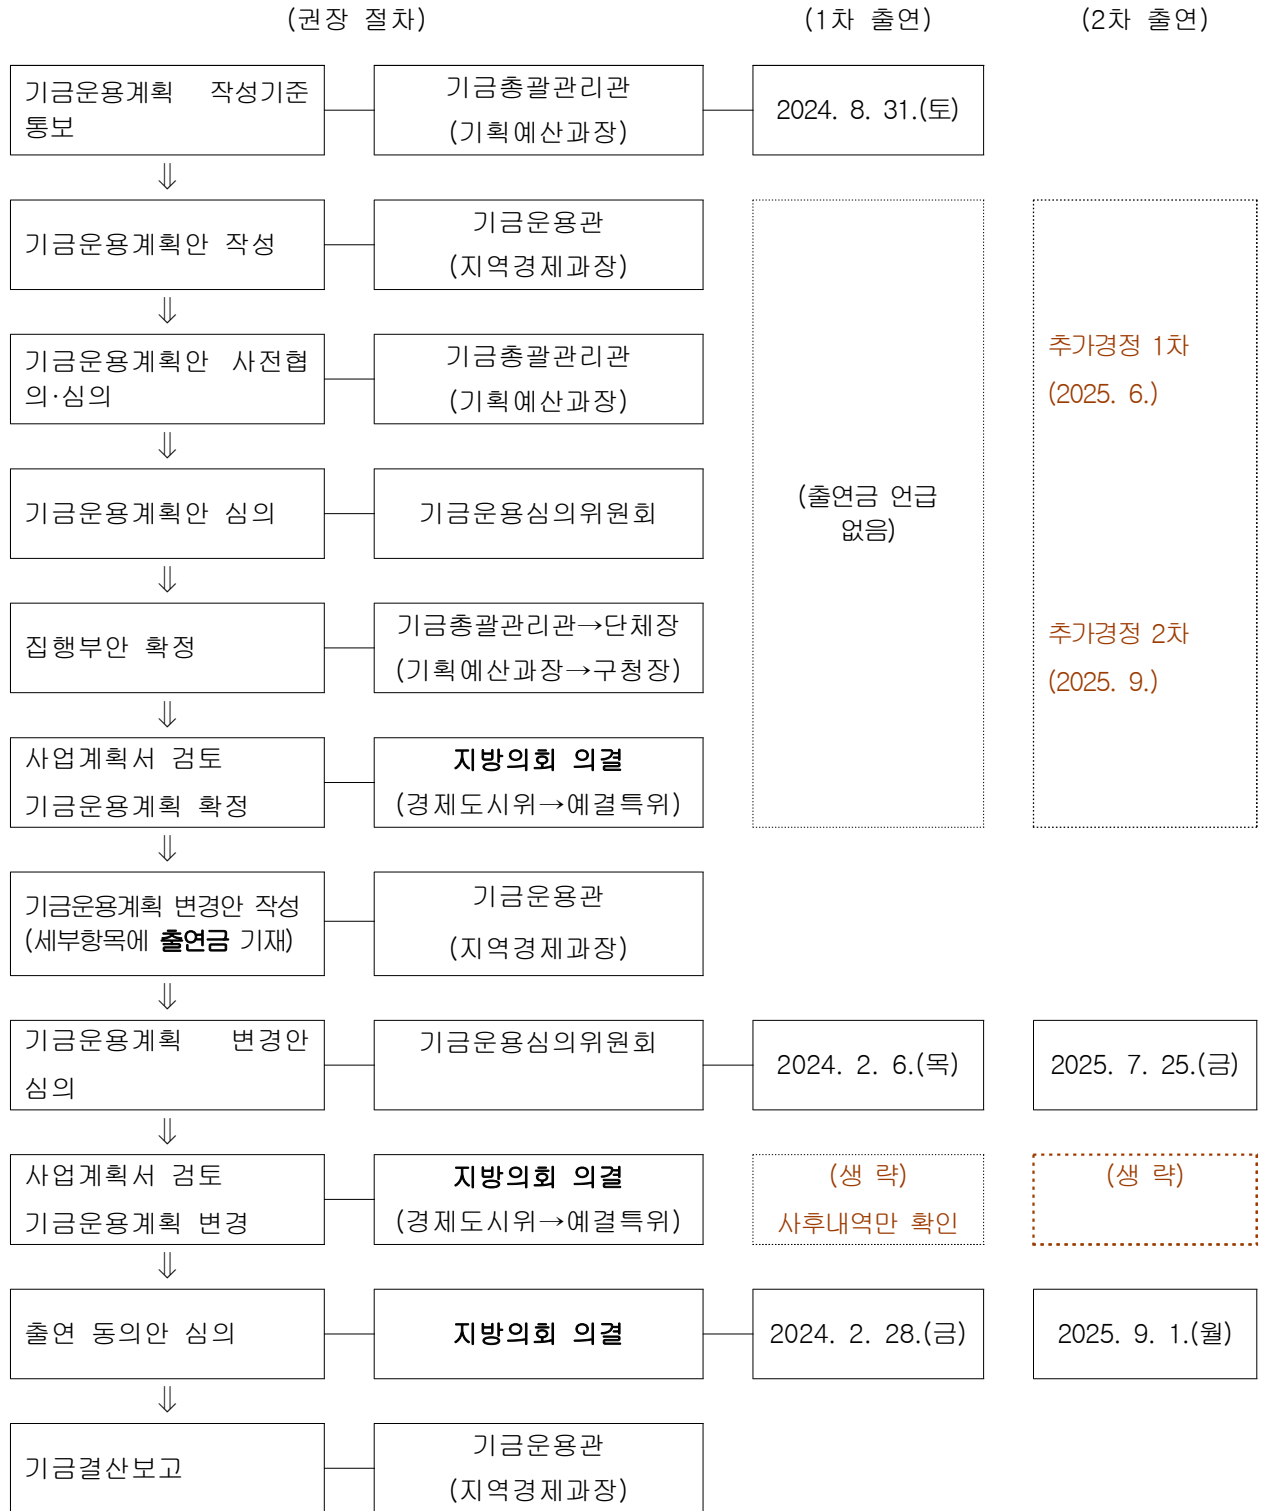 (권장 절차)
(1차 출연)
(2차 출연)
기금운용계획 작성기준
통보
기금총괄관리관
(기획예산과장)
2024. 8. 31.(토)
⇓
기금운용계획안 작성
기금운용관
(지역경제과장)
⇓
기금운용계획안 사전협
의·심의
기금총괄관리관
(기획예산과장)
추가경정 1차
(2025. 6.)
⇓
기금운용계획안 심의
기금운용심의위원회
(출연금 언급
없음)
⇓
집행부안 확정
기금총괄관리관→단체장
(기획예산과장→구청장)
추가경정 2차
(2025. 9.)
⇓
사업계획서 검토
기금운용계획 확정
지방의회 의결
(경제도시위→예결특위)
⇓
기금운용계획 변경안 작성
(세부항목에 출연금 기재)
기금운용관
(지역경제과장)
⇓
기금운용계획 변경안
심의
기금운용심의위원회
2024. 2. 6.(목)
2025. 7. 25.(금)
⇓
사업계획서 검토
기금운용계획 변경
지방의회 의결
(경제도시위→예결특위)
(생 략)
사후내역만 확인
(생 략)
⇓
출연 동의안 심의
지방의회 의결
2024. 2. 28.(금)
2025. 9. 1.(월)
⇓
기금결산보고
기금운용관
(지역경제과장)